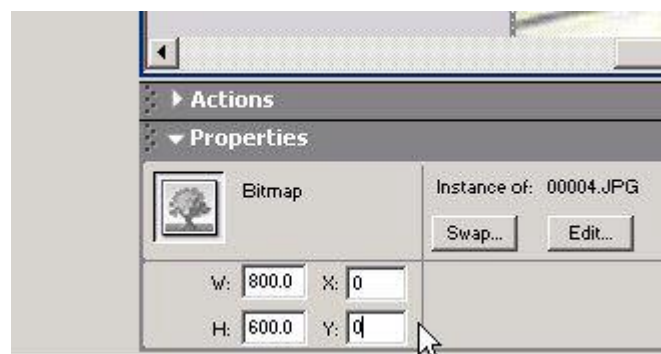 Actions
Properties
Bitmap
Instance of: 00004.JPG
Swap... Edit...
W: 800.0 X: 0
H: 600.0 Y: 0